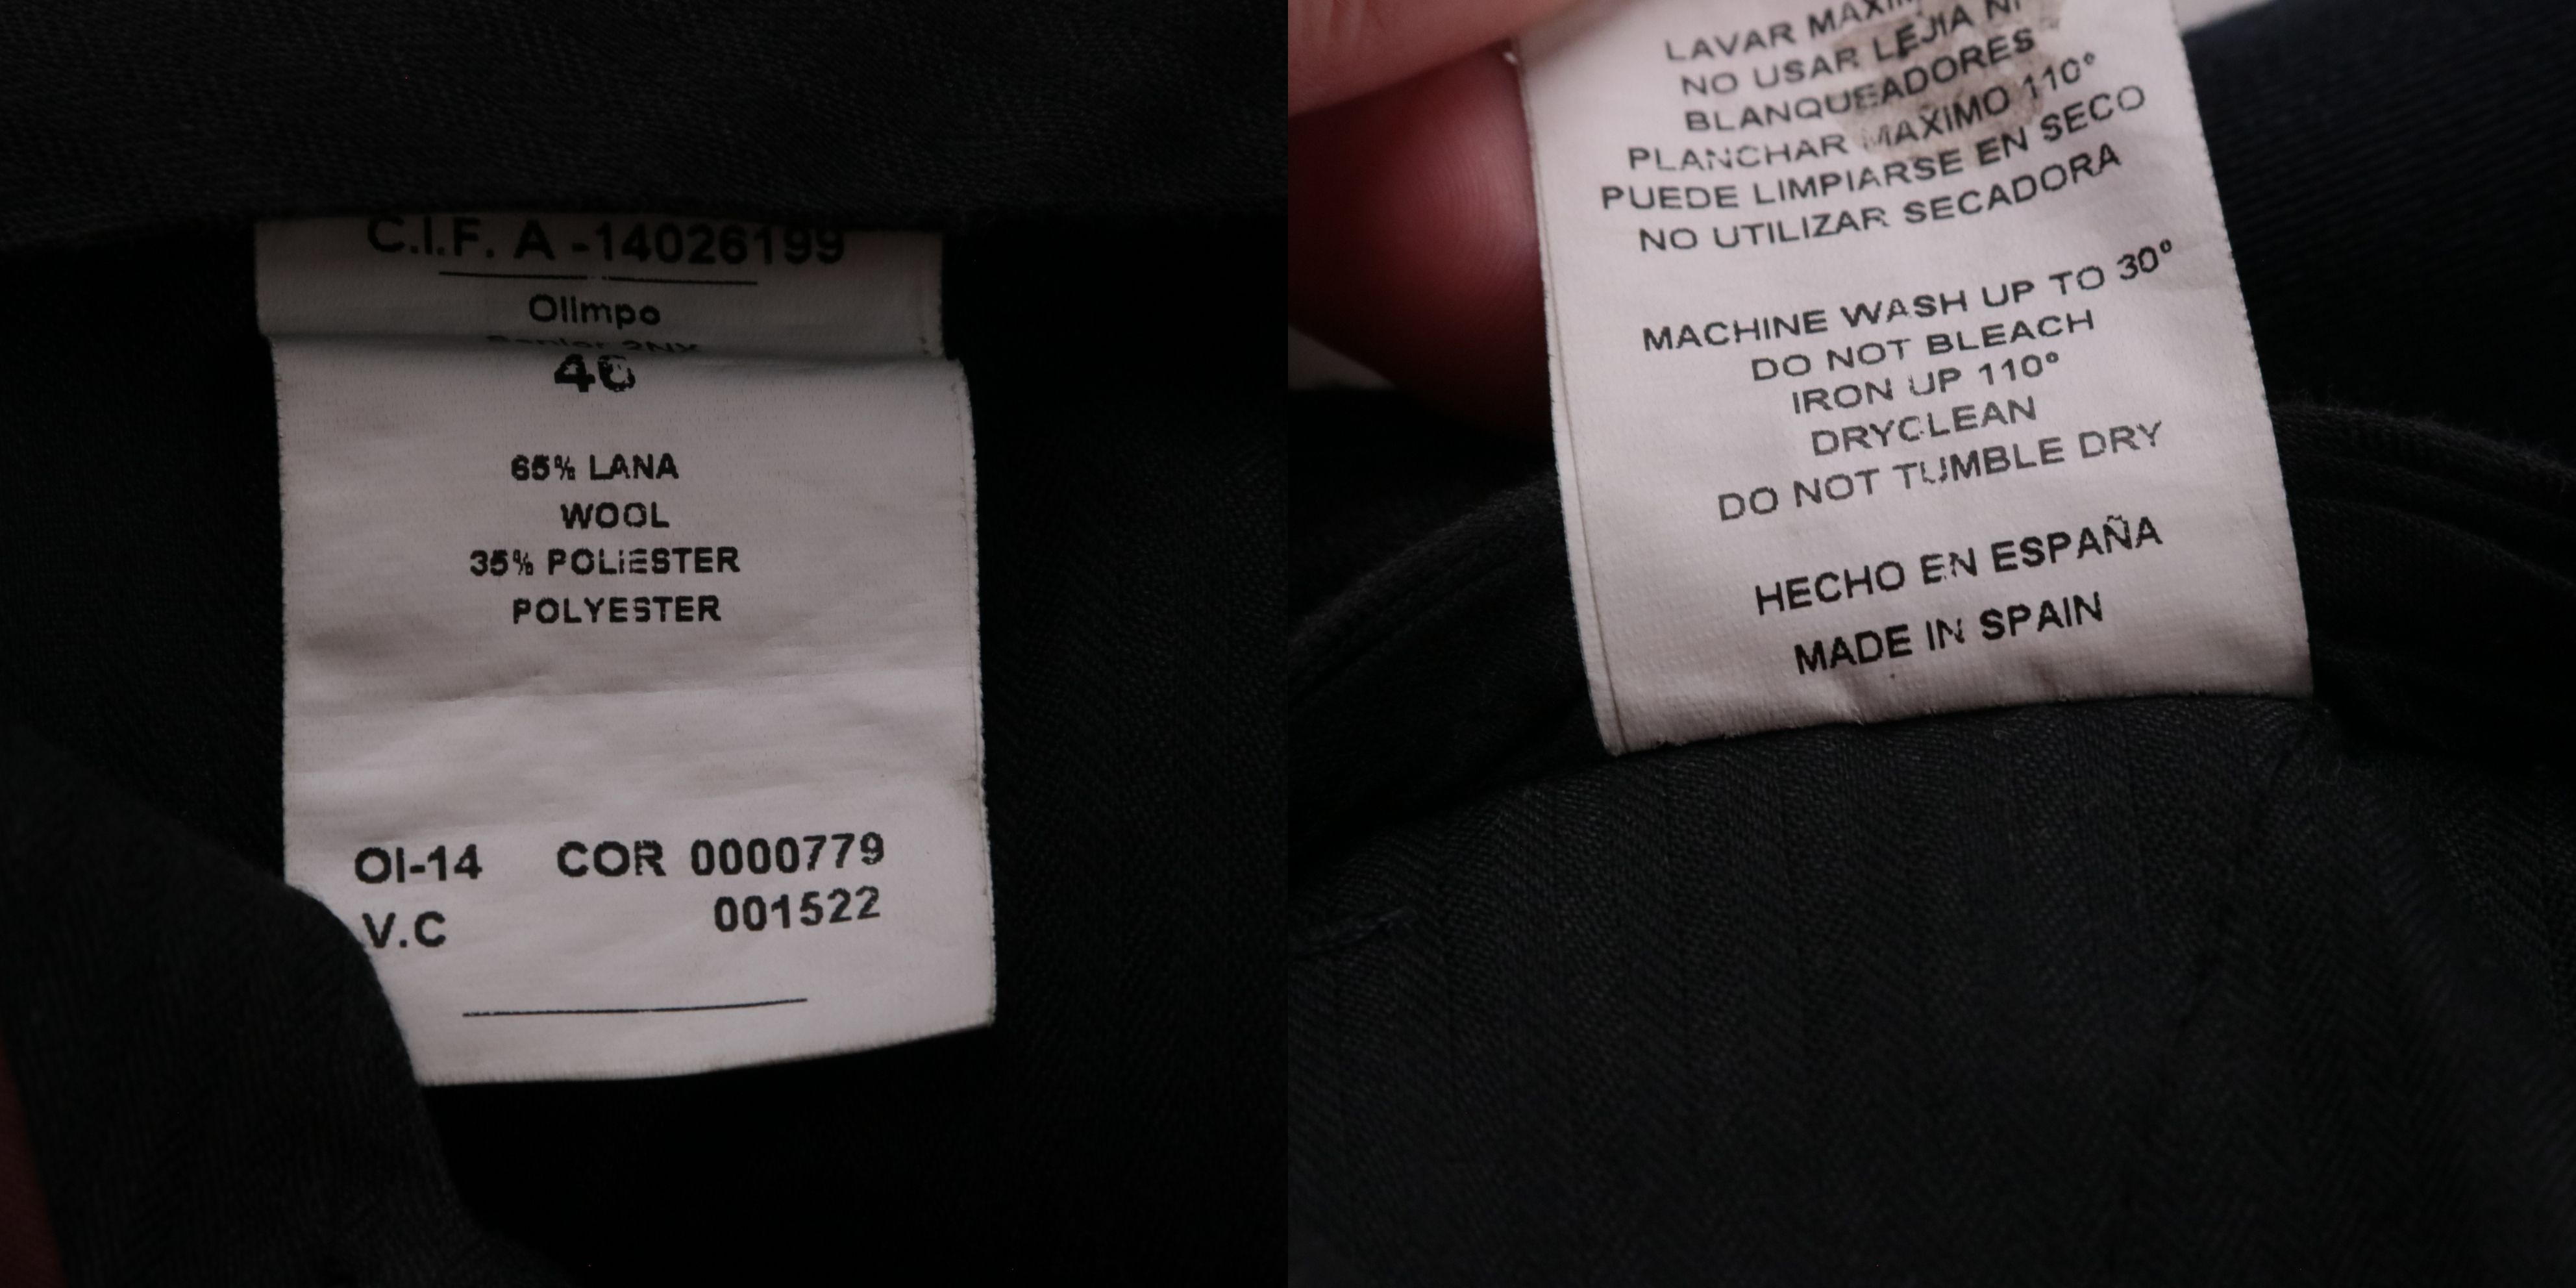 C.I.F. A -14026199
Olimpo
46
65% LANA
WOOL
35% POLIESTER
POLYESTER
OI-14 COR 0000779
V.C 001522
LAVAR
NO USAR LEJIA NI
BLANQUEADORES
PLANCHAR MAXIMO 110°
PUEDE LIMPIARSE EN SECO
NO UTILIZAR SECADORA
MACHINE WASH UP TO 30°
DO NOT BLEACH
IRON UP 110°
DRYCLEAN
DO NOT TUMBLE DRY
HECHO EN ESPAÑA
MADE IN SPAIN